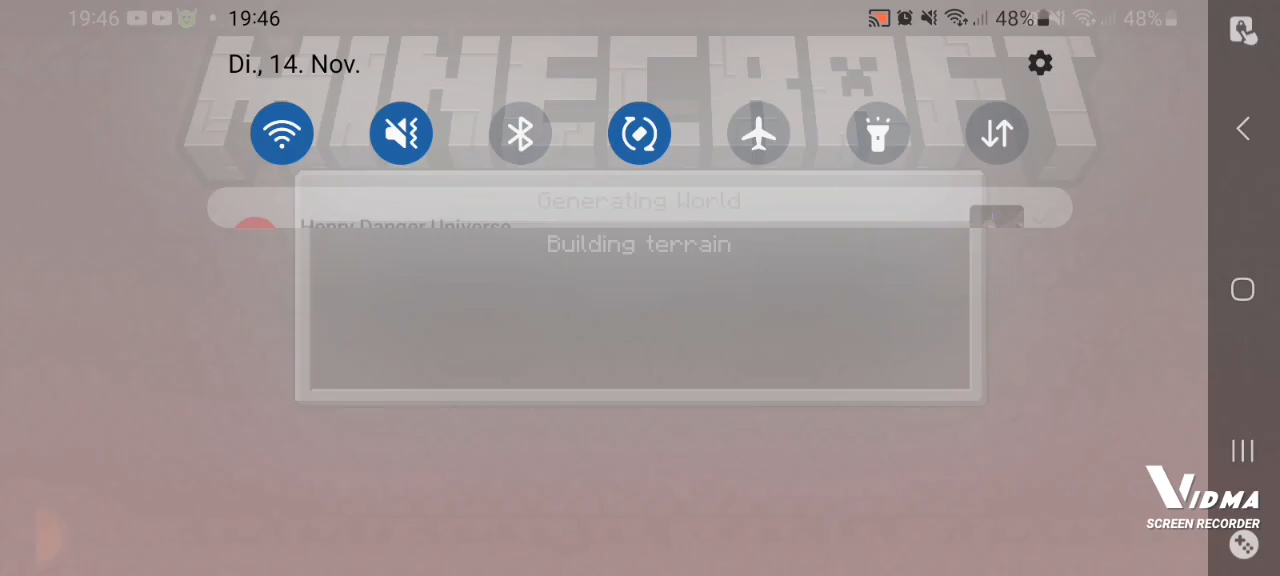 19:46 19:46 48% 48%
MINECRAFT
Di., 14. Nov.
Generating World
Henry Danger Universe
Building terrain
VIDMA
SCREEN RECORDER